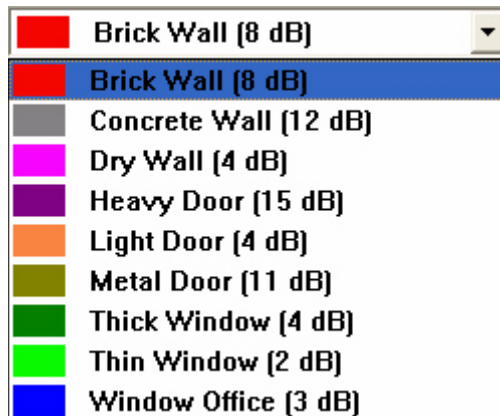 Brick Wall (8 dB)
Brick Wall (8 dB)
Concrete Wall (12 dB)
Dry Wall (4 dB)
Heavy Door (15 dB)
Light Door (4 dB)
Metal Door (11 dB)
Thick Window (4 dB)
Thin Window (2 dB)
Window Office (3 dB)